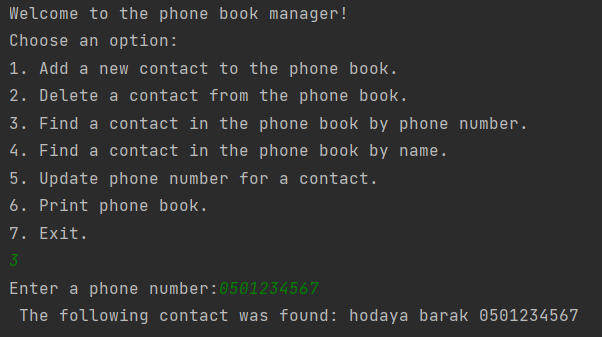 Welcome to the phone book manager!
Choose an option:
1. Add a new contact to the phone book.
2. Delete a contact from the phone book.
3. Find a contact in the phone book by phone number.
4. Find a contact in the phone book by name.
5. Update phone number for a contact.
6. Print phone book.
7. Exit.
3
Enter a phone number:0501234567
 The following contact was found: hodaya barak 0501234567